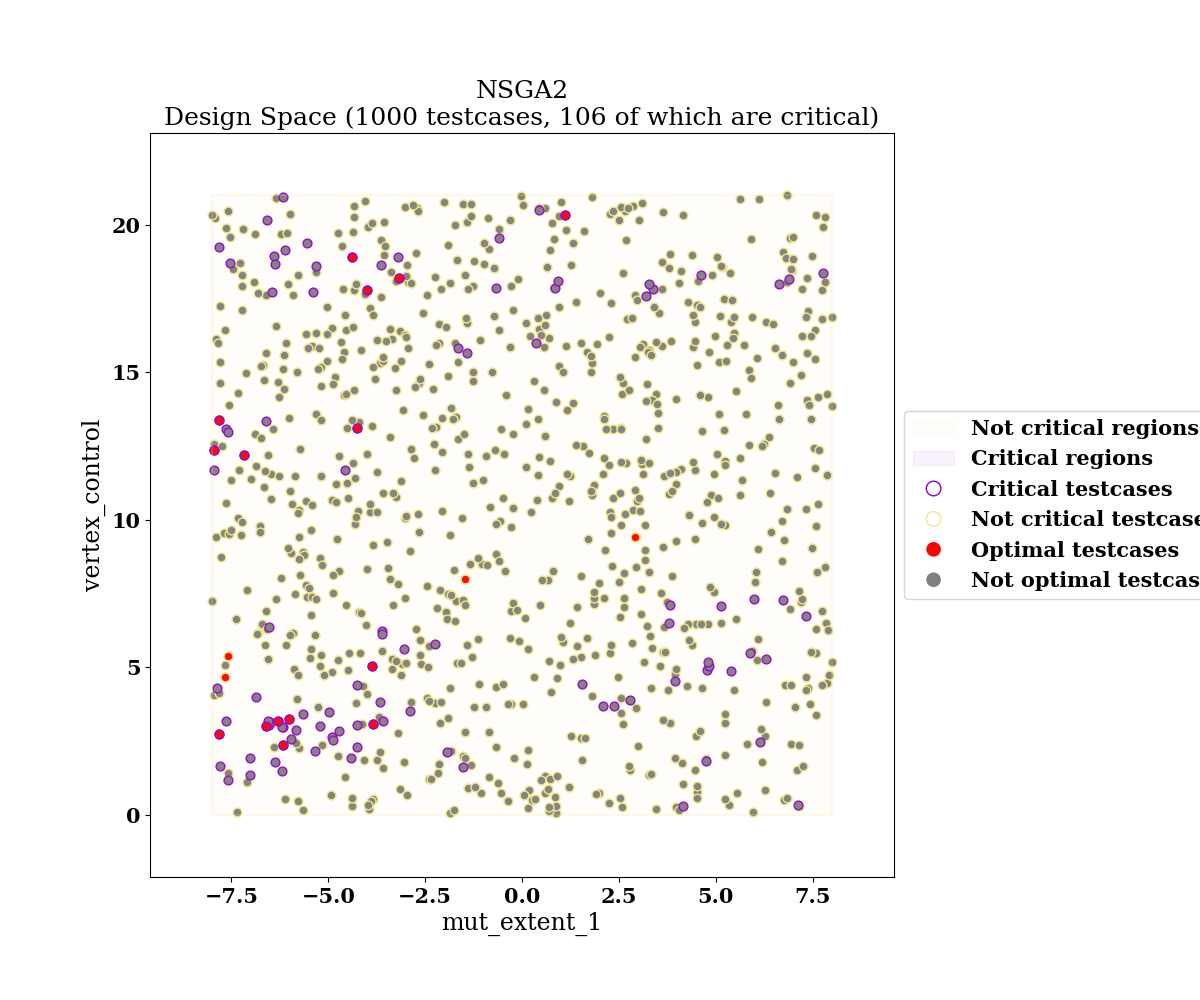 NSGA2
Design Space (1000 testcases, 106 of which are critical)
20
15
10
5
0
vertex_control
−7.5 −5.0 −2.5 0.0 2.5 5.0 7.5
mut_extent_1
Not critical regions
Critical regions
Critical testcases
Not critical testcase
Optimal testcases
Not optimal testcas